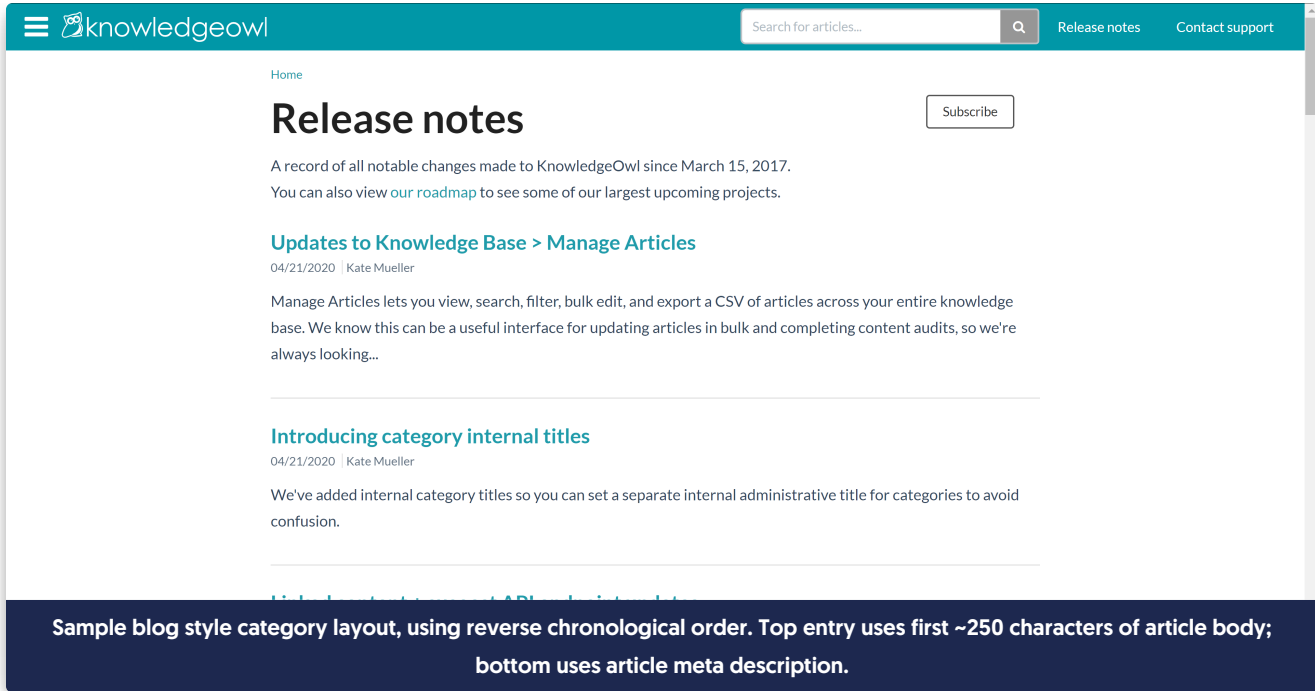 knowledgeowl
Search for articles...
Release notes
Contact support
Home
Release notes
Subscribe
A record of all notable changes made to KnowledgeOwl since March 15, 2017.
You can also view our roadmap to see some of our largest upcoming projects.
Updates to Knowledge Base > Manage Articles
04/21/2020 Kate Mueller
Manage Articles lets you view, search, filter, bulk edit, and export a CSV of articles across your entire knowledge
base. We know this can be a useful interface for updating articles in bulk and completing content audits, so we're
always looking...
Introducing category internal titles
04/21/2020 Kate Mueller
We've added internal category titles so you can set a separate internal administrative title for categories to avoid
confusion.
Sample blog style category layout, using reverse chronological order. Top entry uses first ~250 characters of article body;
bottom uses article meta description.